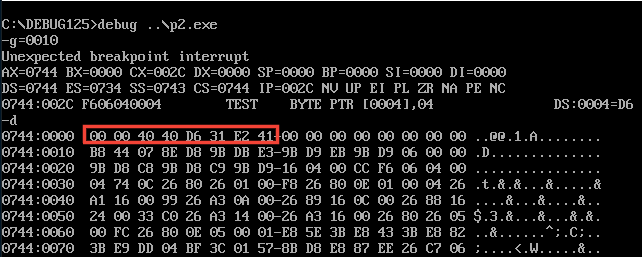 C:\DEBUG125>debug ..\p2.exe
-g=0010
Unexpected breakpoint interrupt
AX=0744 BX=0000 CX=002C DX=0000 SP=0000 BP=0000 SI=0000 DI=0000
DS=0744 ES=0734 SS=0743 CS=0744 IP=002C NV UP EI PL ZR NA PE NC
0744:002C F606040004 TEST BYTE PTR [0004],04 DS:0004=D6
-d
0744:0000 00 00 40 40 D6 31 E2 41-00 00 00 00 00 00 00 00 ..@@.1.A........
0744:0010 B8 44 07 8E D8 9B DB E3-9B D9 EB 9B D9 06 00 00 .D..............
0744:0020 9B D8 C8 9B D8 C9 9B D9-16 04 00 CC F6 06 04 00 ................
0744:0030 04 74 0C 26 80 26 01 00-F8 26 80 0E 01 00 04 26 .t.&.&...&.....&
0744:0040 A1 16 00 99 26 A3 0A 00-26 89 16 0C 00 26 88 16 ....&...&....&..
0744:0050 24 00 33 C0 26 A3 14 00-26 A3 16 00 26 80 26 05 $.3.&...&...&.&.
0744:0060 00 FC 26 80 0E 05 00 01-E8 5E 3B E8 43 3B E8 82 ..&......^;.C;..
0744:0070 3B E9 DD 04 BF 3C 01 57-8B D8 E8 87 EE 26 C7 06 ;....<.W.....&..